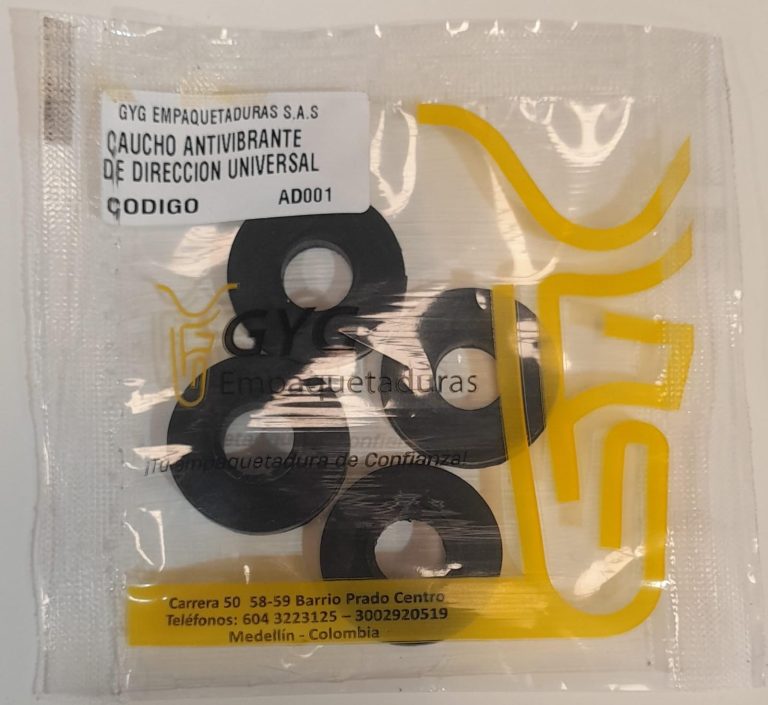 GYG EMPAQUETADURAS S.A.S
CAUCHO ANTIVIBRANTE
DE DIRECCION UNIVERSAL
CODIGO AD001
GYG
Empaquetaduras
¡Tu empaquetadura de Confianza!
Carrera 50 58-59 Barrio Prado Centro
Teléfonos: 604 3223125 – 3002920519
Medellín - Colombia